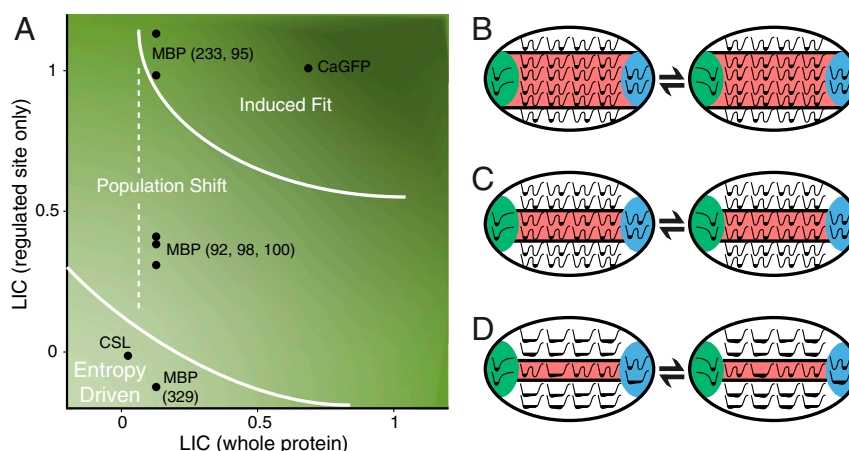 A
LIC (regulated site only)
1
0.5
0
MBP (233, 95)
CaGFP
Induced Fit
Population Shift
MBP (92, 98, 100)
CSL
Entropy
Driven
MBP
(329)
0
0.5
1
LIC (whole protein)
B
C
D